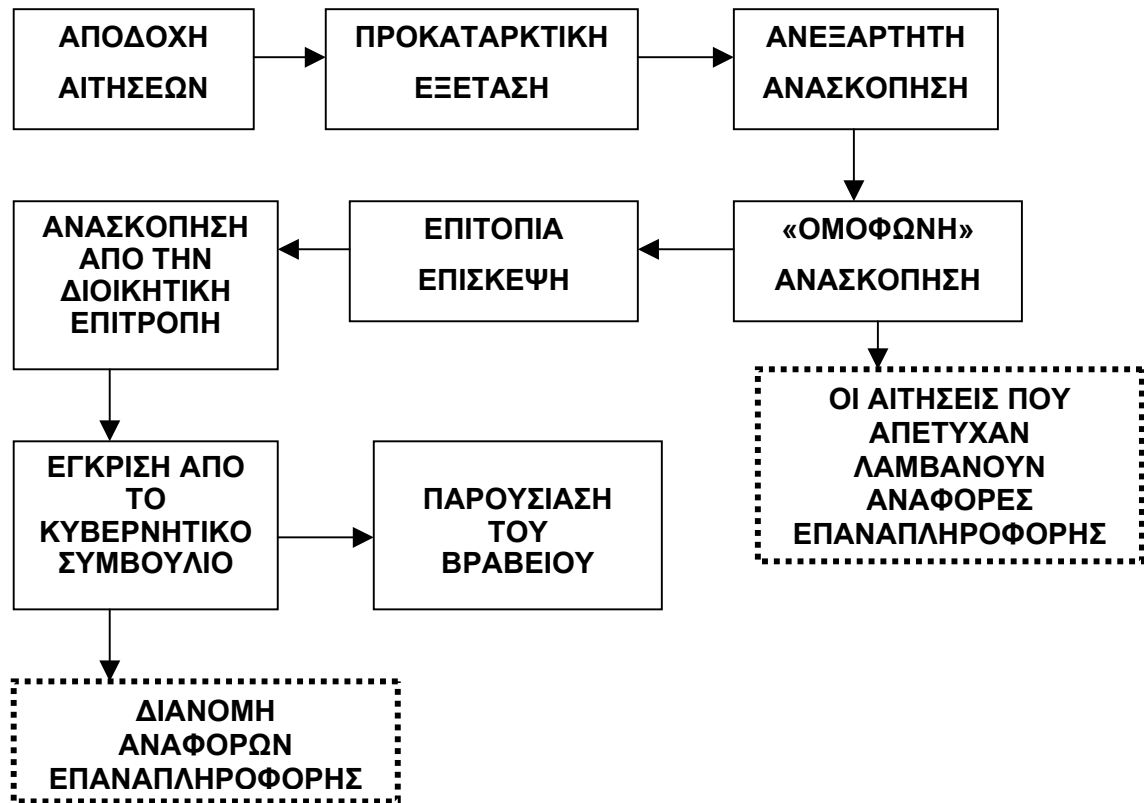 ΑΠΟΔΟΧΗ
ΑΙΤΗΣΕΩΝ
ΠΡΟΚΑΤΑΡΚΤΙΚΗ
ΕΞΕΤΑΣΗ
ΑΝΕΞΑΡΤΗΤΗ
ΑΝΑΣΚΟΠΗΣΗ
«ΟΜΟΦΩΝΗ»
ΑΝΑΣΚΟΠΗΣΗ
ΕΠΙΤΟΠΙΑ
ΕΠΙΣΚΕΨΗ
ΑΝΑΣΚΟΠΗΣΗ
ΑΠΟ ΤΗΝ
ΔΙΟΙΚΗΤΙΚΗ
ΕΠΙΤΡΟΠΗ
ΟΙ ΑΙΤΗΣΕΙΣ ΠΟΥ
ΑΠΕΤΥΧΑΝ
ΛΑΜΒΑΝΟΥΝ
ΑΝΑΦΟΡΕΣ
ΕΠΑΝΑΠΛΗΡΟΦΟΡΗΣ
ΕΓΚΡΙΣΗ ΑΠΟ
ΤΟ
ΚΥΒΕΡΝΗΤΙΚΟ
ΣΥΜΒΟΥΛΙΟ
ΠΑΡΟΥΣΙΑΣΗ
ΤΟΥ
ΒΡΑΒΕΙΟΥ
ΔΙΑΝΟΜΗ
ΑΝΑΦΟΡΩΝ
ΕΠΑΝΑΠΛΗΡΟΦΟΡΗΣ